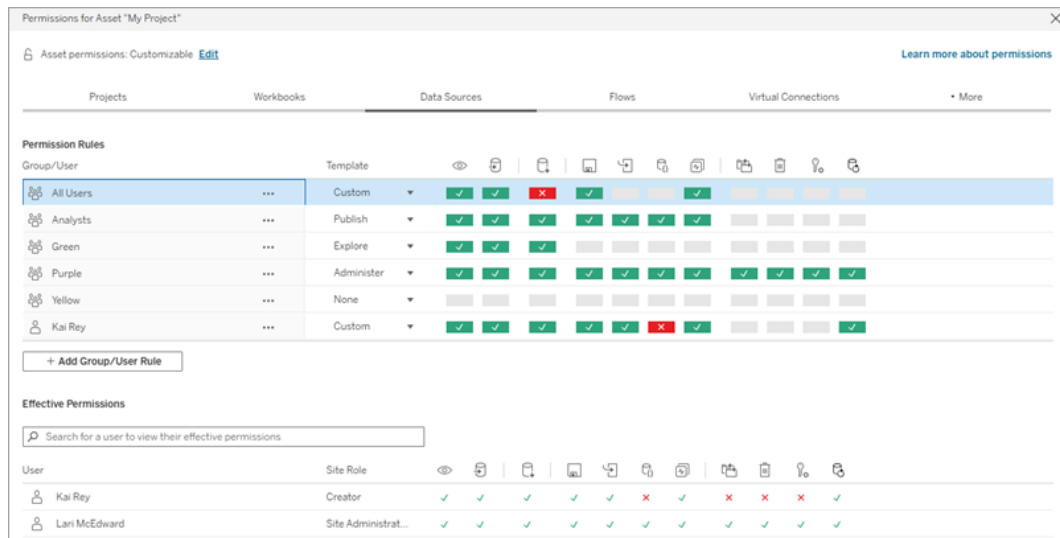 Permissions for Asset "My Project"
Asset permissions: Customizable Edit
Learn more about permissions
Projects Workbooks Data Sources Flows Virtual Connections • More
Permission Rules
Group/User Template
All Users ••• Custom
Analysts ••• Publish
Green ••• Explore
Purple ••• Administer
Yellow ••• None
Kai Rey ••• Custom
+ Add Group/User Rule
Effective Permissions
Search for a user to view their effective permissions
User Site Role
Kai Rey Creator
Lari McEdward Site Administrat...